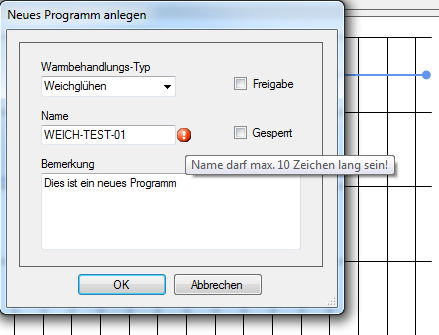 Neues Programm anlegen
Wambehandlungs-Typ
Weichglühen
Freigabe
Name
WEICH-TEST-01
Gesperrt
Name darf max. 10 Zeichen lang sein!
Bemerkung
Dies ist ein neues Programm
OK
Abbrechen